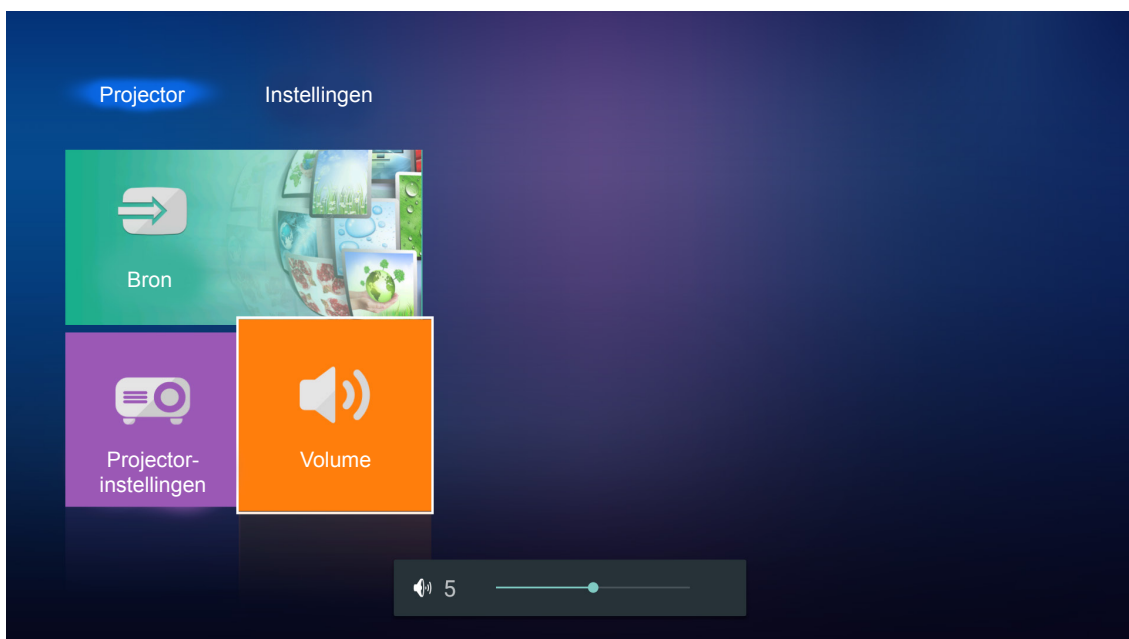 Projector Instellingen
Bron
Projector-
instellingen
Volume
5